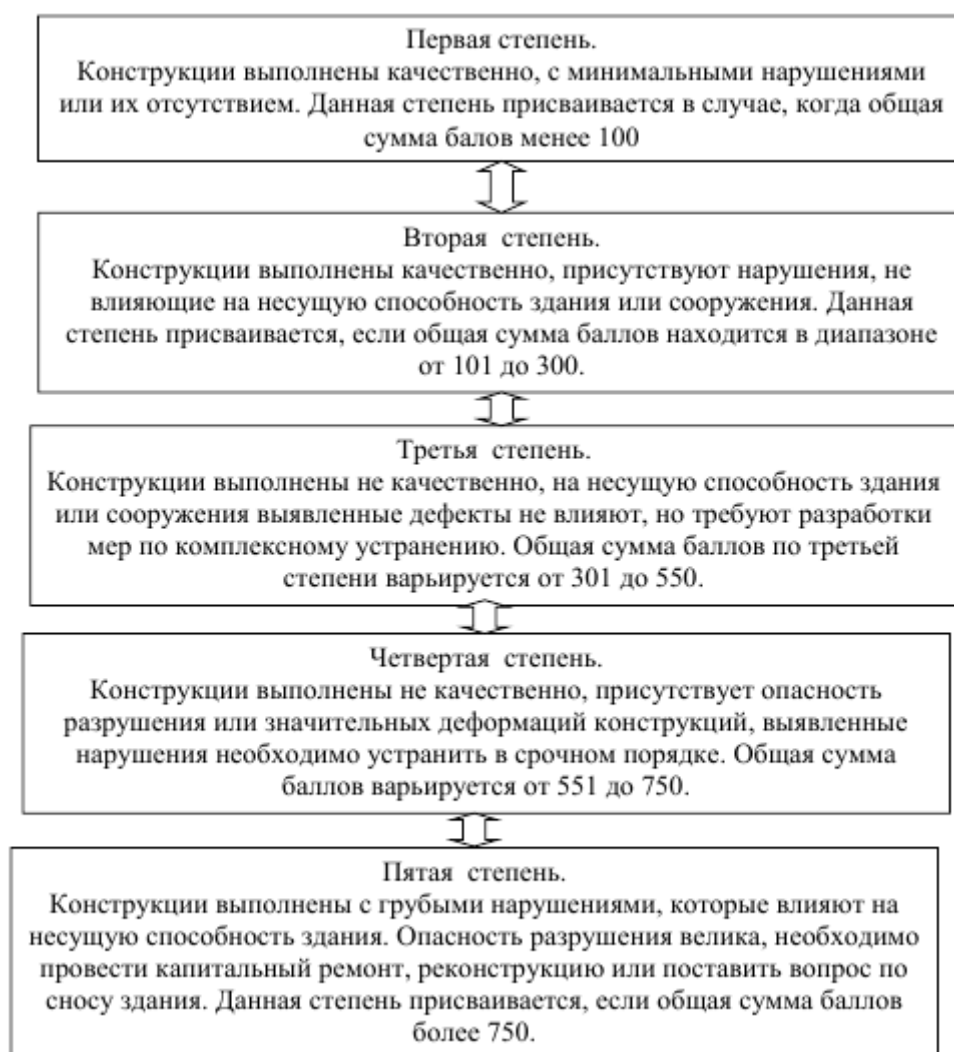 Первая степень.
Конструкции выполнены качественно, с минимальными нарушениями
или их отсутствием. Данная степень присваивается в случае, когда общая
сумма балов менее 100
Вторая степень.
Конструкции выполнены качественно, присутствуют нарушения, не
влияющие на несущую способность здания или сооружения. Данная
степень присваивается, если общая сумма баллов находится в диапазоне
от 101 до 300.
Третья степень.
Конструкции выполнены не качественно, на несущую способность здания
или сооружения выявленные дефекты не влияют, но требуют разработки
мер по комплексному устранению. Общая сумма баллов по третьей
степени варьируется от 301 до 550.
Четвертая степень.
Конструкции выполнены не качественно, присутствует опасность
разрушения или значительных деформаций конструкций, выявленные
нарушения необходимо устранить в срочном порядке. Общая сумма
баллов варьируется от 551 до 750.
Пятая степень.
Конструкции выполнены с грубыми нарушениями, которые влияют на
несущую способность здания. Опасность разрушения велика, необходимо
провести капитальный ремонт, реконструкцию или поставить вопрос по
сносу здания. Данная степень присваивается, если общая сумма баллов
более 750.